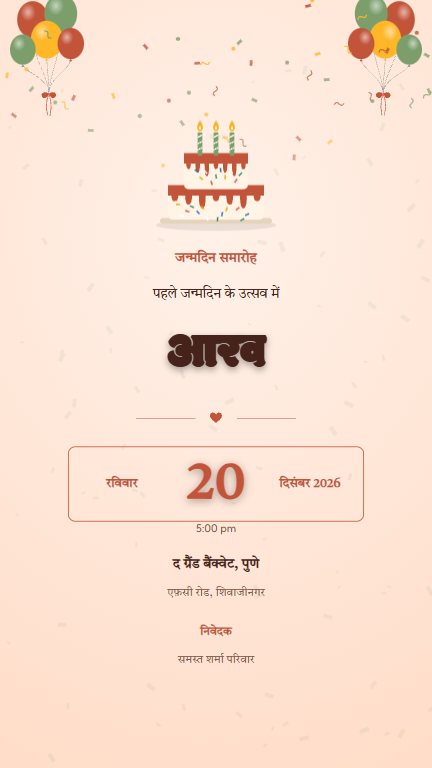 जन्मदिन समारोह
पहले जन्मदिन के उत्सव में
आरव
रविवार 20 दिसंबर 2026
5:00 pm
द ग्रैंड बैंक्वेट, पुणे
एफ़सी रोड, शिवाजीनगर
निवेदक
समस्त शर्मा परिवार